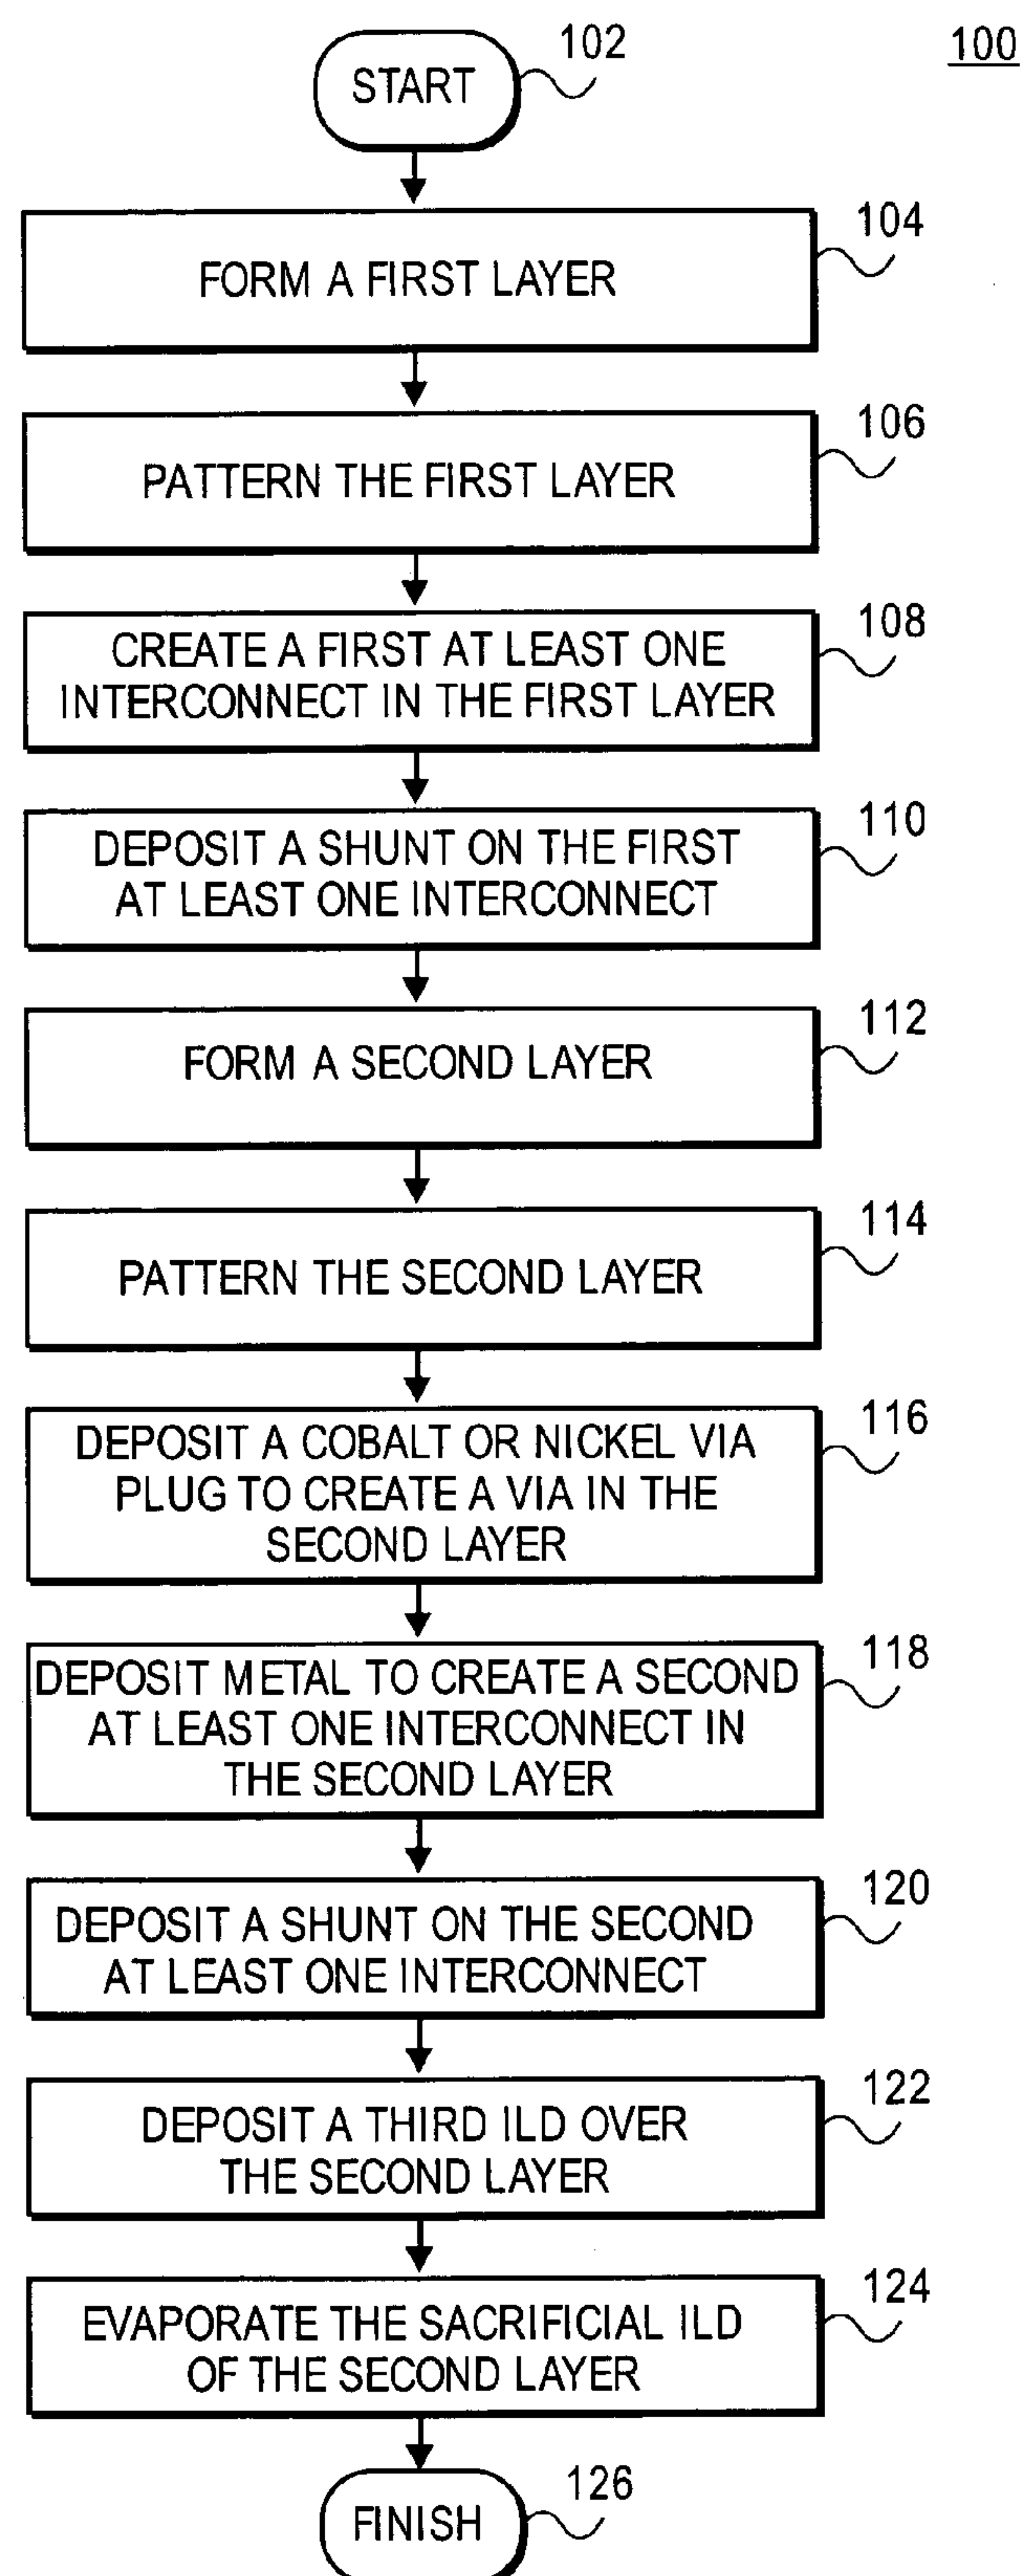 100
START
102
FORM A FIRST LAYER
104
PATTERN THE FIRST LAYER
106
CREATE A FIRST AT LEAST ONE
INTERCONNECT IN THE FIRST LAYER
108
DEPOSIT A SHUNT ON THE FIRST
AT LEAST ONE INTERCONNECT
110
FORM A SECOND LAYER
112
PATTERN THE SECOND LAYER
114
DEPOSIT A COBALT OR NICKEL VIA
PLUG TO CREATE A VIA IN THE
SECOND LAYER
116
DEPOSIT METAL TO CREATE A SECOND
AT LEAST ONE INTERCONNECT IN
THE SECOND LAYER
118
DEPOSIT A SHUNT ON THE SECOND
AT LEAST ONE INTERCONNECT
120
DEPOSIT A THIRD ILD OVER
THE SECOND LAYER
122
EVAPORATE THE SACRIFICIAL ILD
OF THE SECOND LAYER
124
FINISH
126